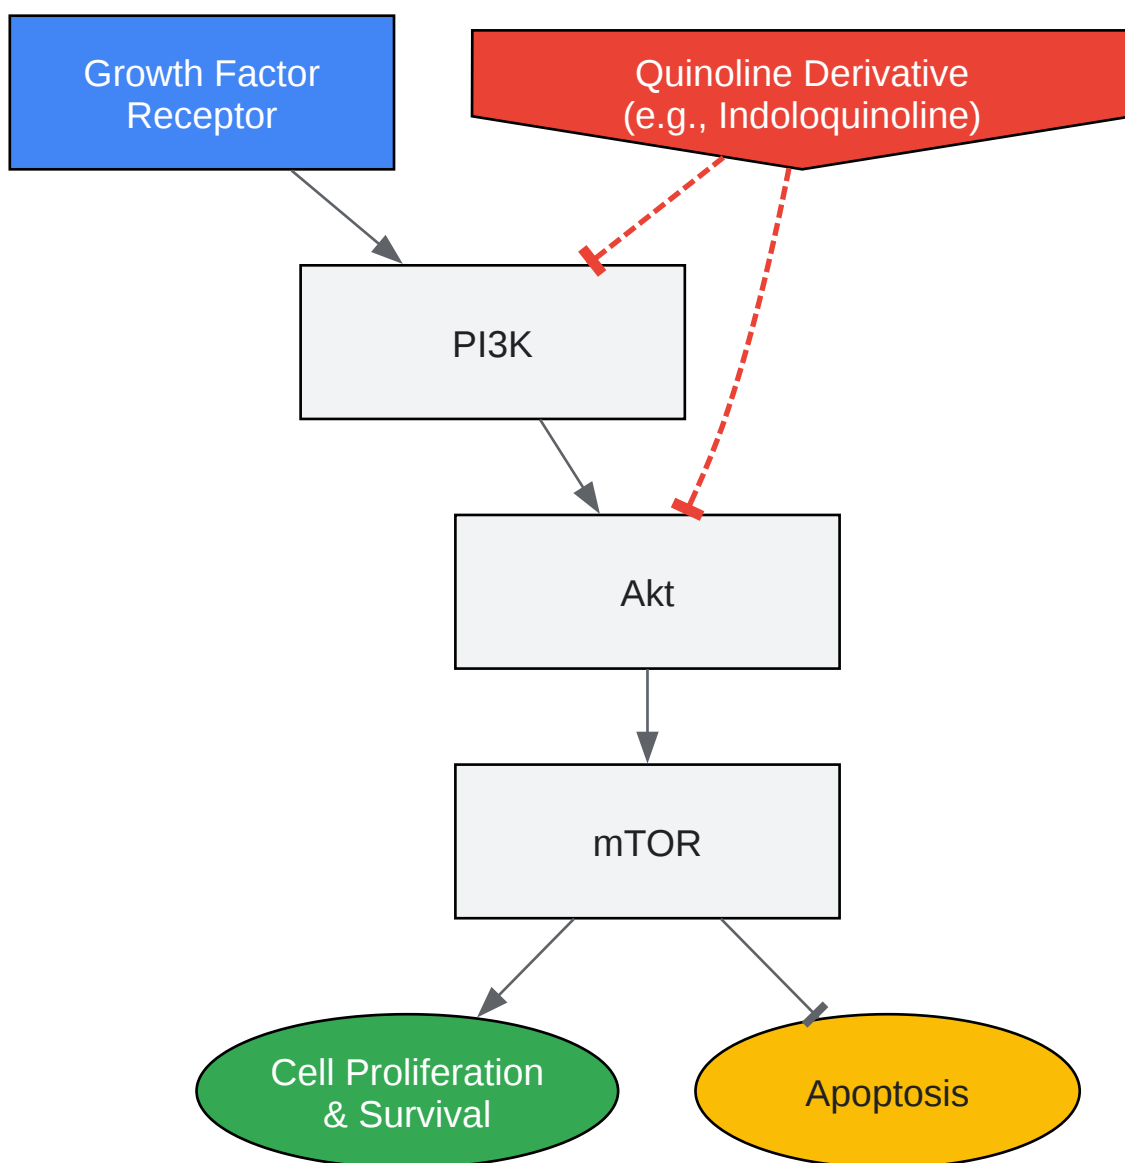 Growth Factor
Receptor
Quinoline Derivative
(e.g., Indoloquinoline)
PI3K
Akt
mTOR
Cell Proliferation
& Survival
Apoptosis